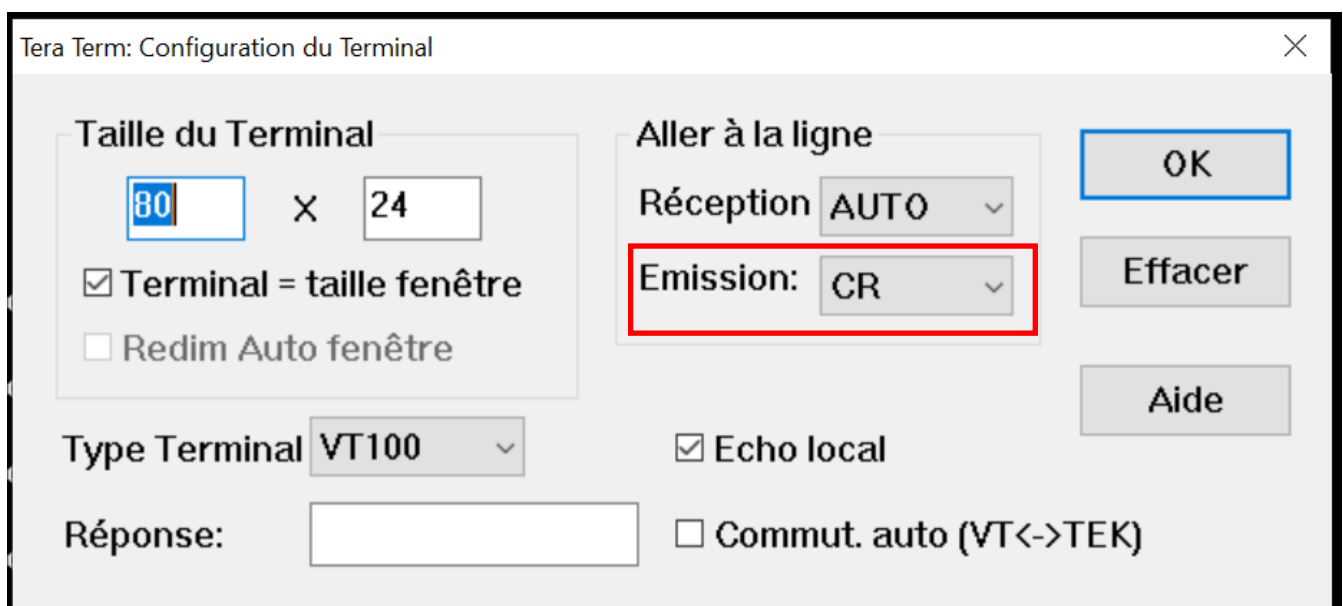 Tera Term: Configuration du Terminal
Taille du Terminal
80 X 24
Terminal = taille fenêtre
Redim Auto fenêtre
Aller à la ligne
Réception AUTO
Emission: CR
OK
Effacer
Aide
Type Terminal VT100
Echo local
Réponse:
Commut. auto (VT<->TEK)